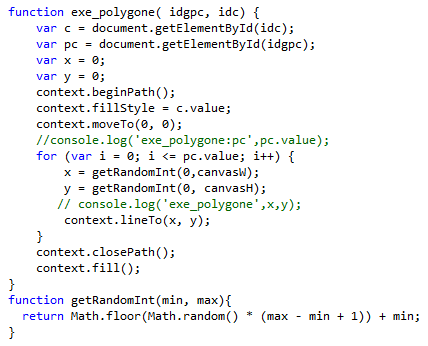 function exe_polygone( idgpc, idc) {
    var c = document.getElementById(idc);
    var pc = document.getElementById(idgpc);
    var x = 0;
    var y = 0;
    context.beginPath();
    context.fillStyle = c.value;
    context.moveTo(0, 0);
    //console.log('exe_polygone:pc',pc.value);
    for (var i = 0; i <= pc.value; i++) {
        x = getRandomInt(0,canvasW);
        y = getRandomInt(0, canvasH);
       // console.log('exe_polygone',x,y);
        context.lineTo(x, y);
    }
    context.closePath();
    context.fill();
}
function getRandomInt(min, max){
  return Math.floor(Math.random() * (max - min + 1)) + min;
}